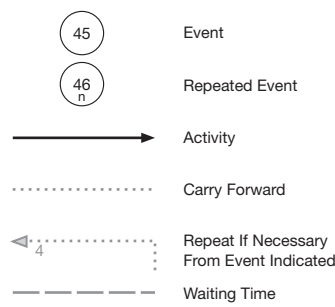 45 Event
46 Repeated Event
n
Activity
Carry Forward
4 Repeat If Necessary
From Event Indicated
Waiting Time